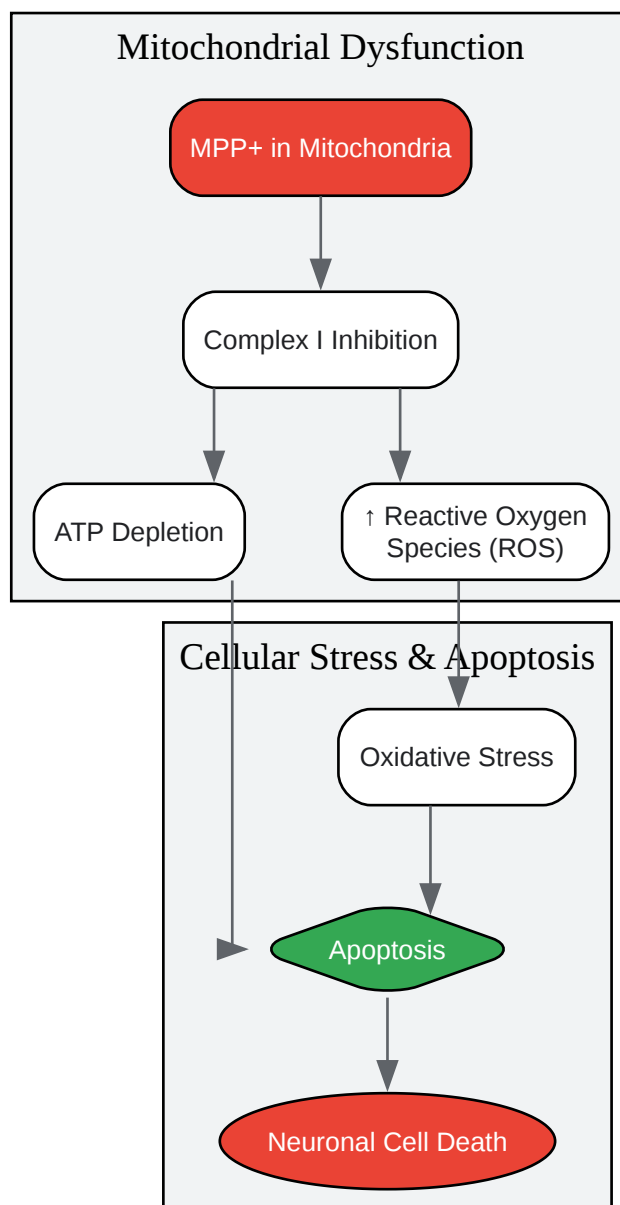 Mitochondrial Dysfunction
MPP+ in Mitochondria
Complex I Inhibition
ATP Depletion
↑ Reactive Oxygen
Species (ROS)
Cellular Stress & Apoptosis
Oxidative Stress
Apoptosis
Neuronal Cell Death